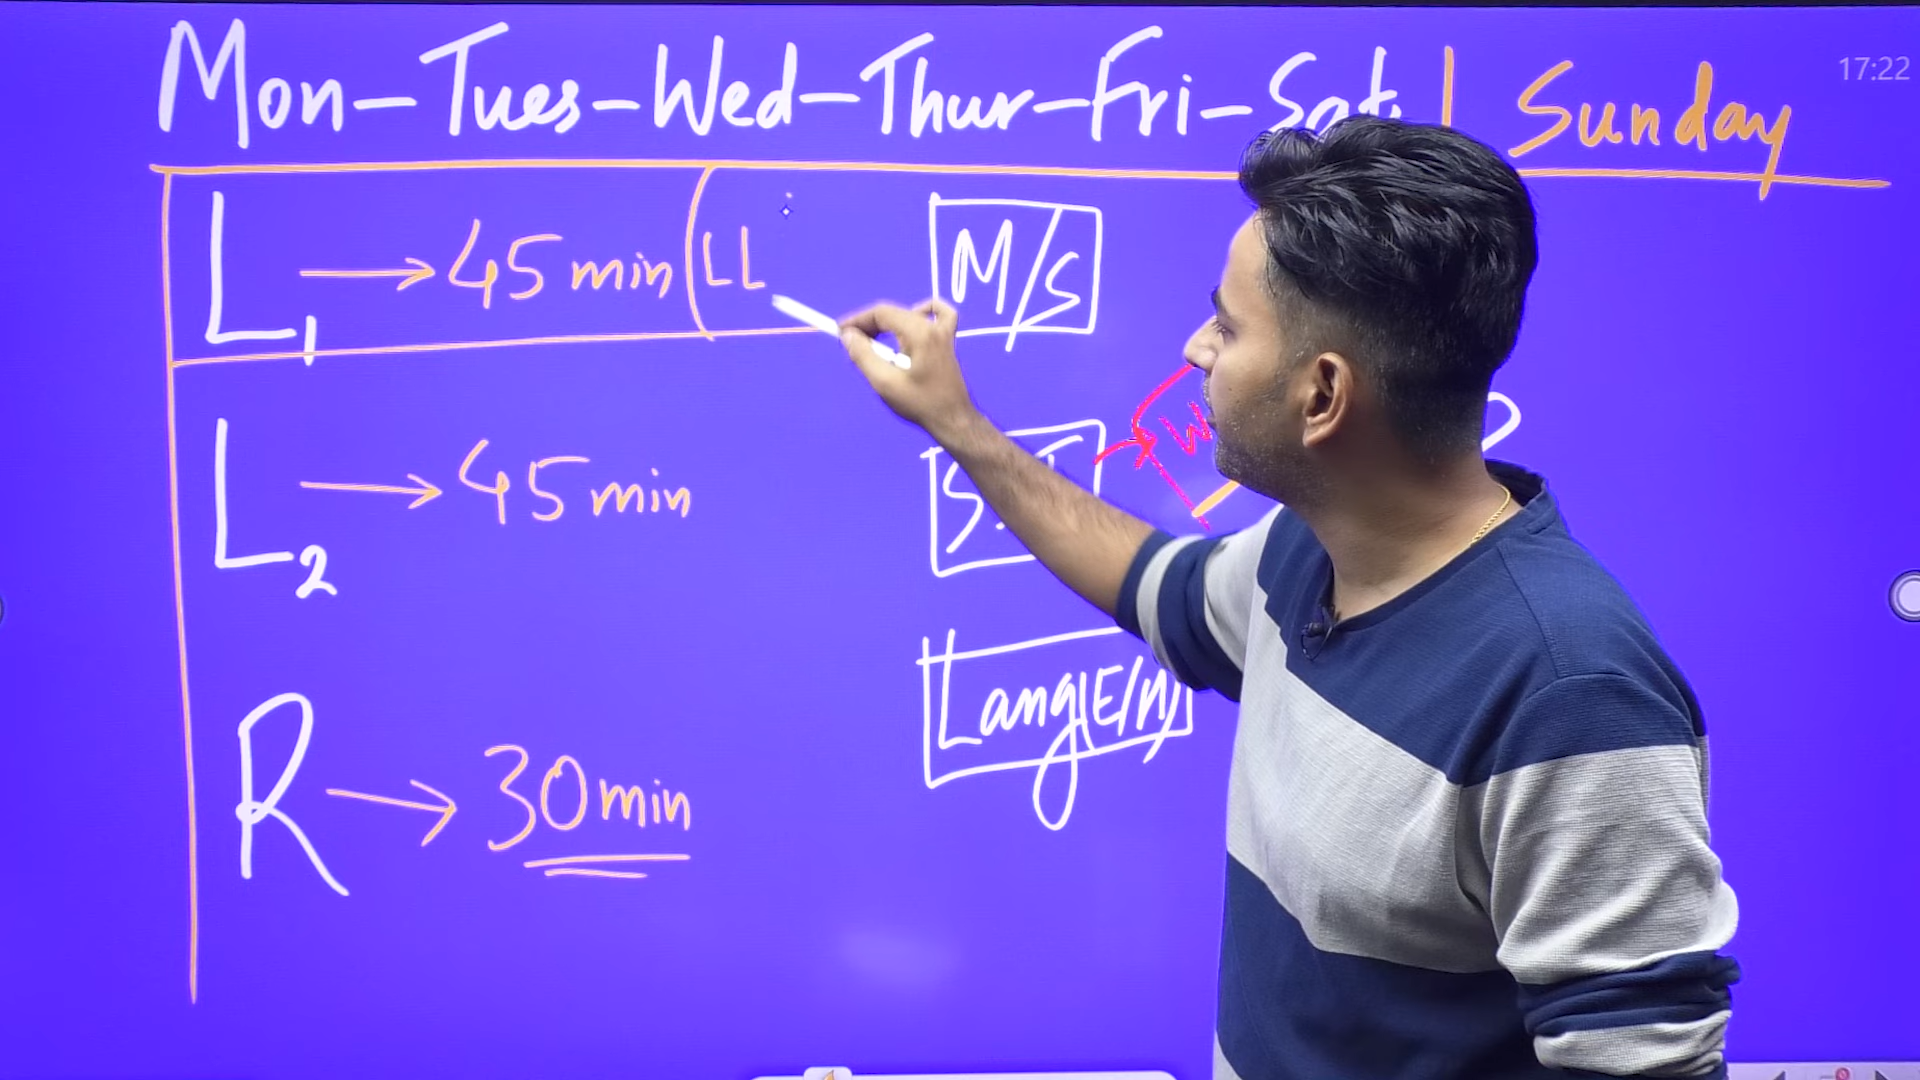 Mon-Tues-Wed-Thur-Fri-Sat | Sunday
17:22
L1 → 45 min (LL
M/S
L2 → 45 min
R → 30 min
Lang(E/H)